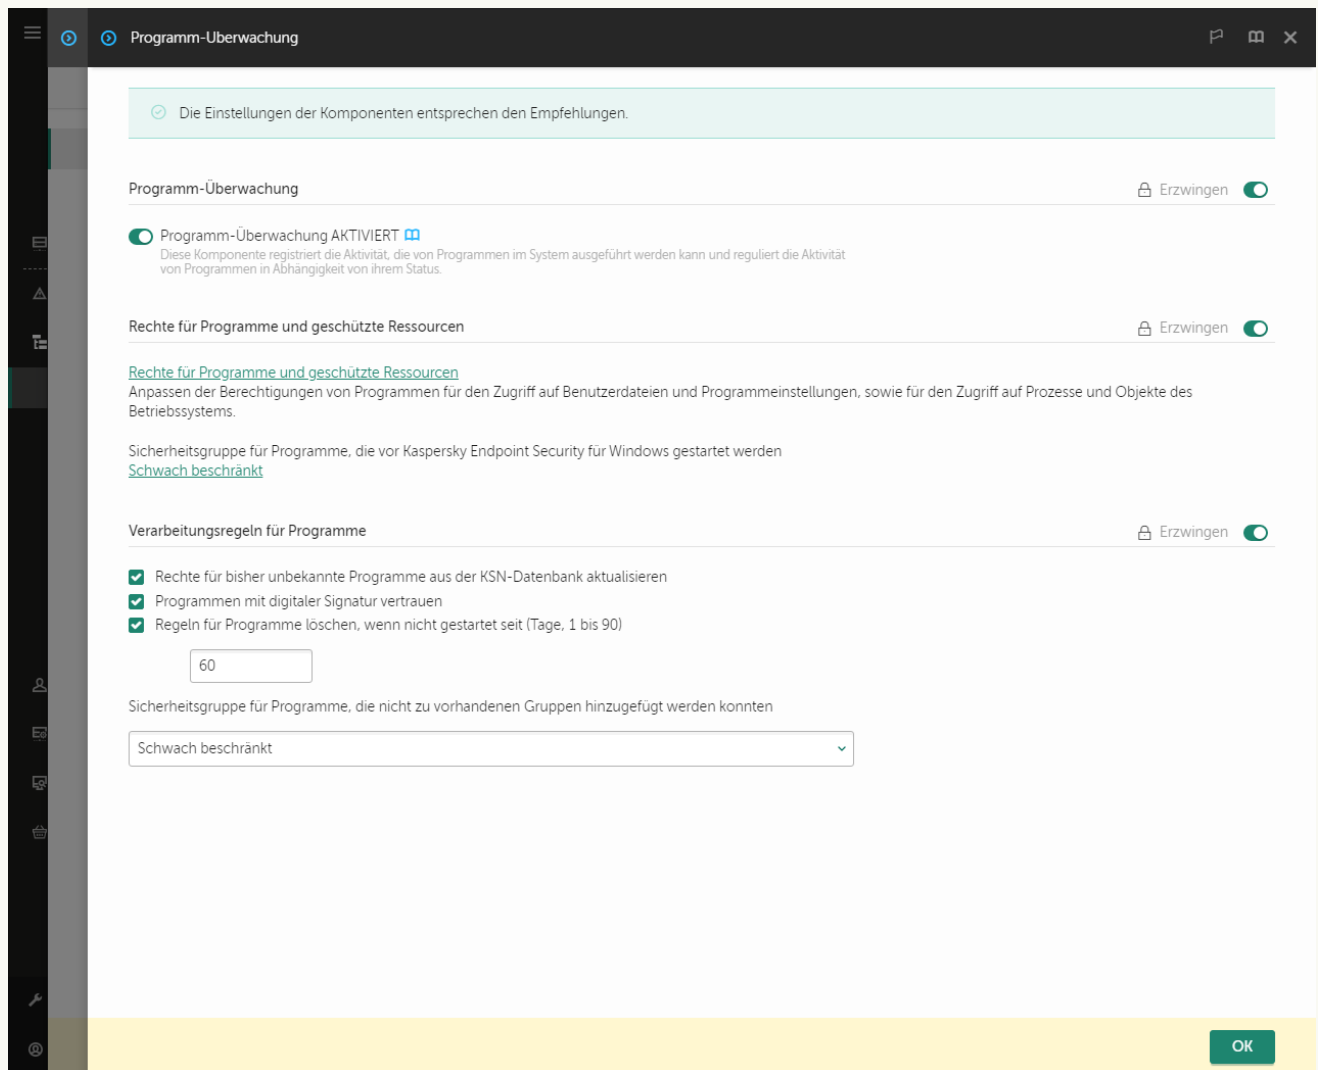 Programm-Uberwachung
Die Einstellungen der Komponenten entsprechen den Empfehlungen.
Programm-Überwachung
Erzwingen
Programm-Überwachung AKTIVIERT
Diese Komponente registriert die Aktivität, die von Programmen im System ausgeführt werden kann und reguliert die Aktivität
von Programmen in Abhängigkeit von ihrem Status.
Rechte für Programme und geschützte Ressourcen
Erzwingen
Rechte für Programme und geschützte Ressourcen
Anpassen der Berechtigungen von Programmen für den Zugriff auf Benutzerdateien und Programmeinstellungen, sowie für den Zugriff auf Prozesse und Objekte des
Betriebssystems.
Sicherheitsgruppe für Programme, die vor Kaspersky Endpoint Security für Windows gestartet werden
Schwach beschränkt
Verarbeitungsregeln für Programme
Erzwingen
Rechte für bisher unbekannte Programme aus der KSN-Datenbank aktualisieren
Programmen mit digitaler Signatur vertrauen
Regeln für Programme löschen, wenn nicht gestartet seit (Tage, 1 bis 90)
60
Sicherheitsgruppe für Programme, die nicht zu vorhandenen Gruppen hinzugefügt werden konnten
Schwach beschränkt
OK